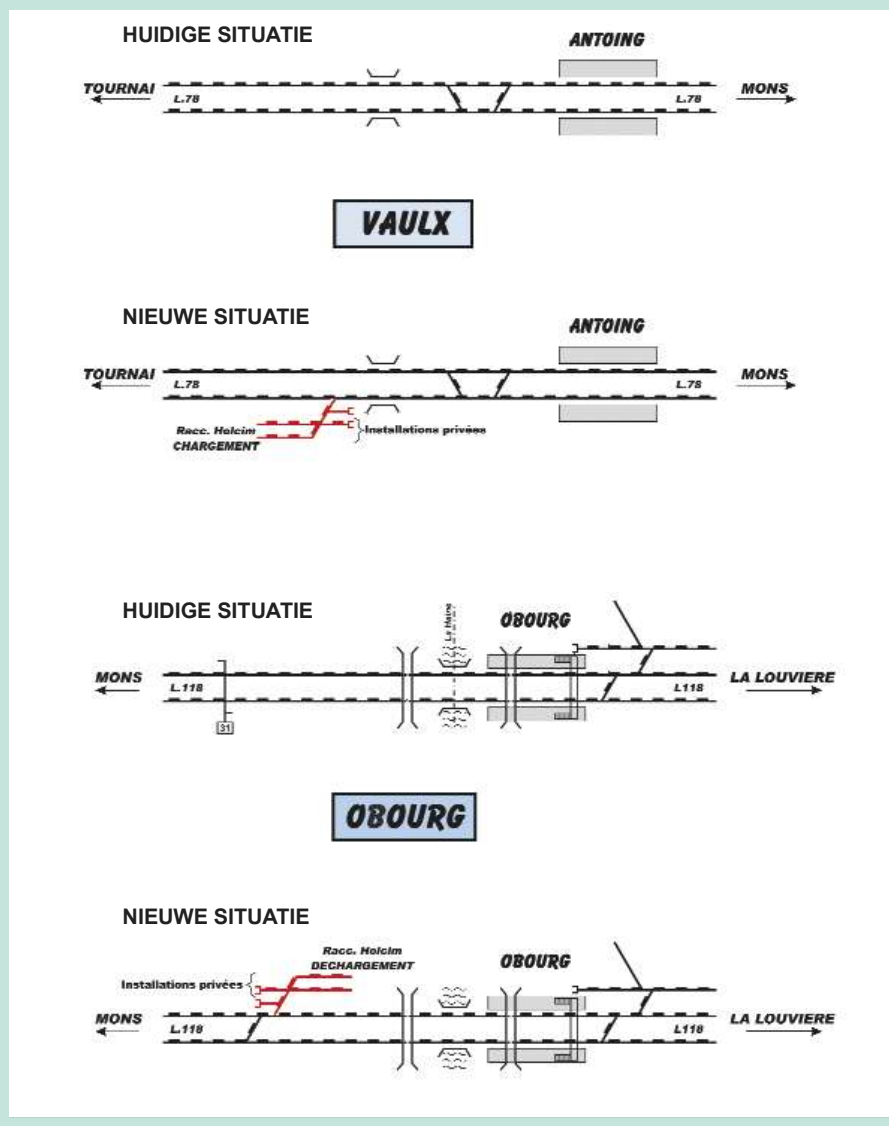 HUIDIGE SITUATIE
ANTOING
TOURNAI
L.78
L.78
MONS
VAULX
NIEUWE SITUATIE
ANTOING
TOURNAI
L.78
L.78
MONS
Racc. Holcim
CHARGEMENT
Installations privées
HUIDIGE SITUATIE
La Haine
OBOURG
MONS
L.118
L118
LA LOUVIERE
31
OBOURG
NIEUWE SITUATIE
Racc. Holcim
DECHARGEMENT
OBOURG
Installations privées
MONS
L.118
L118
LA LOUVIERE